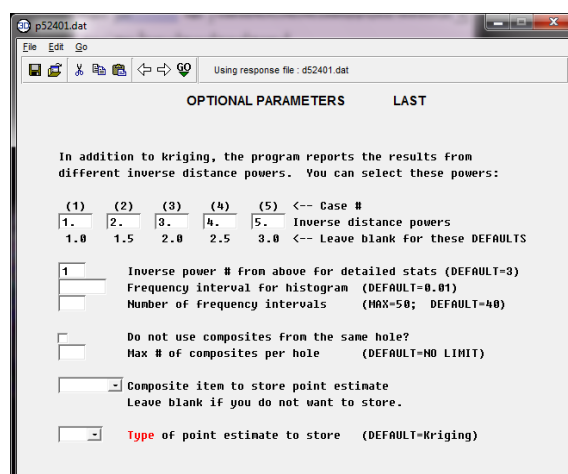 p52401.dat
File Edit Go
GO Using response file : d52401.dat
OPTIONAL PARAMETERS LAST
In addition to kriging, the program reports the results from
different inverse distance powers. You can select these powers:
(1) (2) (3) (4) (5) <-- Case #
1. 2. 3. 4. 5. Inverse distance powers
1.0 1.5 2.0 2.5 3.0 <-- Leave blank for these DEFAULTS
1 Inverse power # from above for detailed stats (DEFAULT=3)
Frequency interval for histogram (DEFAULT=0.01)
Number of frequency intervals (MAX=50; DEFAULT=40)
Do not use composites from the same hole?
Max # of composites per hole (DEFAULT=NO LIMIT)
Composite item to store point estimate
Leave blank if you do not want to store.
Type of point estimate to store (DEFAULT=Kriging)